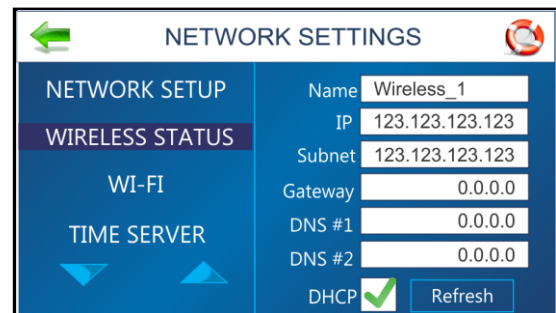 NETWORK SETTINGS
NETWORK SETUP
WIRELESS STATUS
WI-FI
TIME SERVER
Name Wireless_1
IP 123.123.123.123
Subnet 123.123.123.123
Gateway 0.0.0.0
DNS #1 0.0.0.0
DNS #2 0.0.0.0
DHCP Refresh